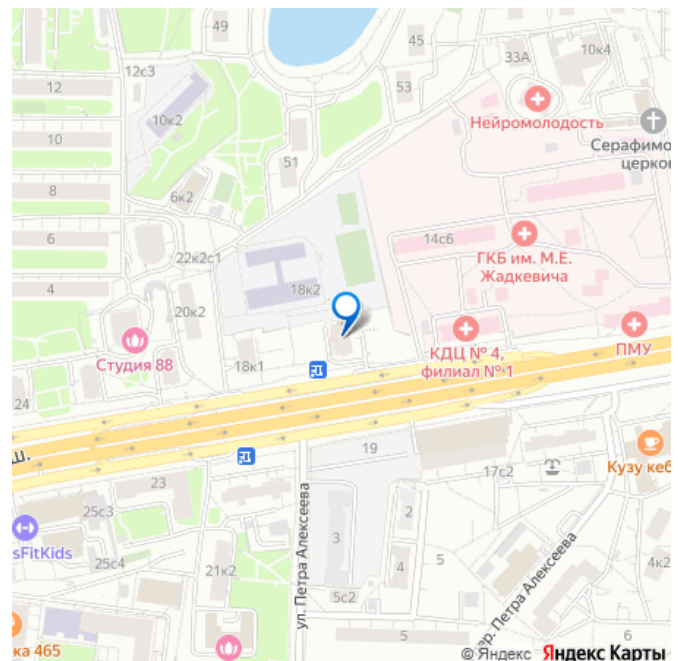 49
45
33А
10к4
12с3
12
53
Нейромолодость
10к2
Серафимо
церков
10
51
8
6к2
6
14с6
ГКБ им. М.Е.
Жадкевича
22к2с1
4
18к2
20к2
Студия 88
КДЦ № 4,
филиал № 1
ПМУ
18к1
24
ш.
19
17с2
Кузу кеб
23
25с3
ул. Петра Алексеева
2
3
sFitKids
25с4
21к2
4
5
пер. Петра Алексеева
4к2
5с2
5
6
ка 465
© Яндекс Яндекс Карты